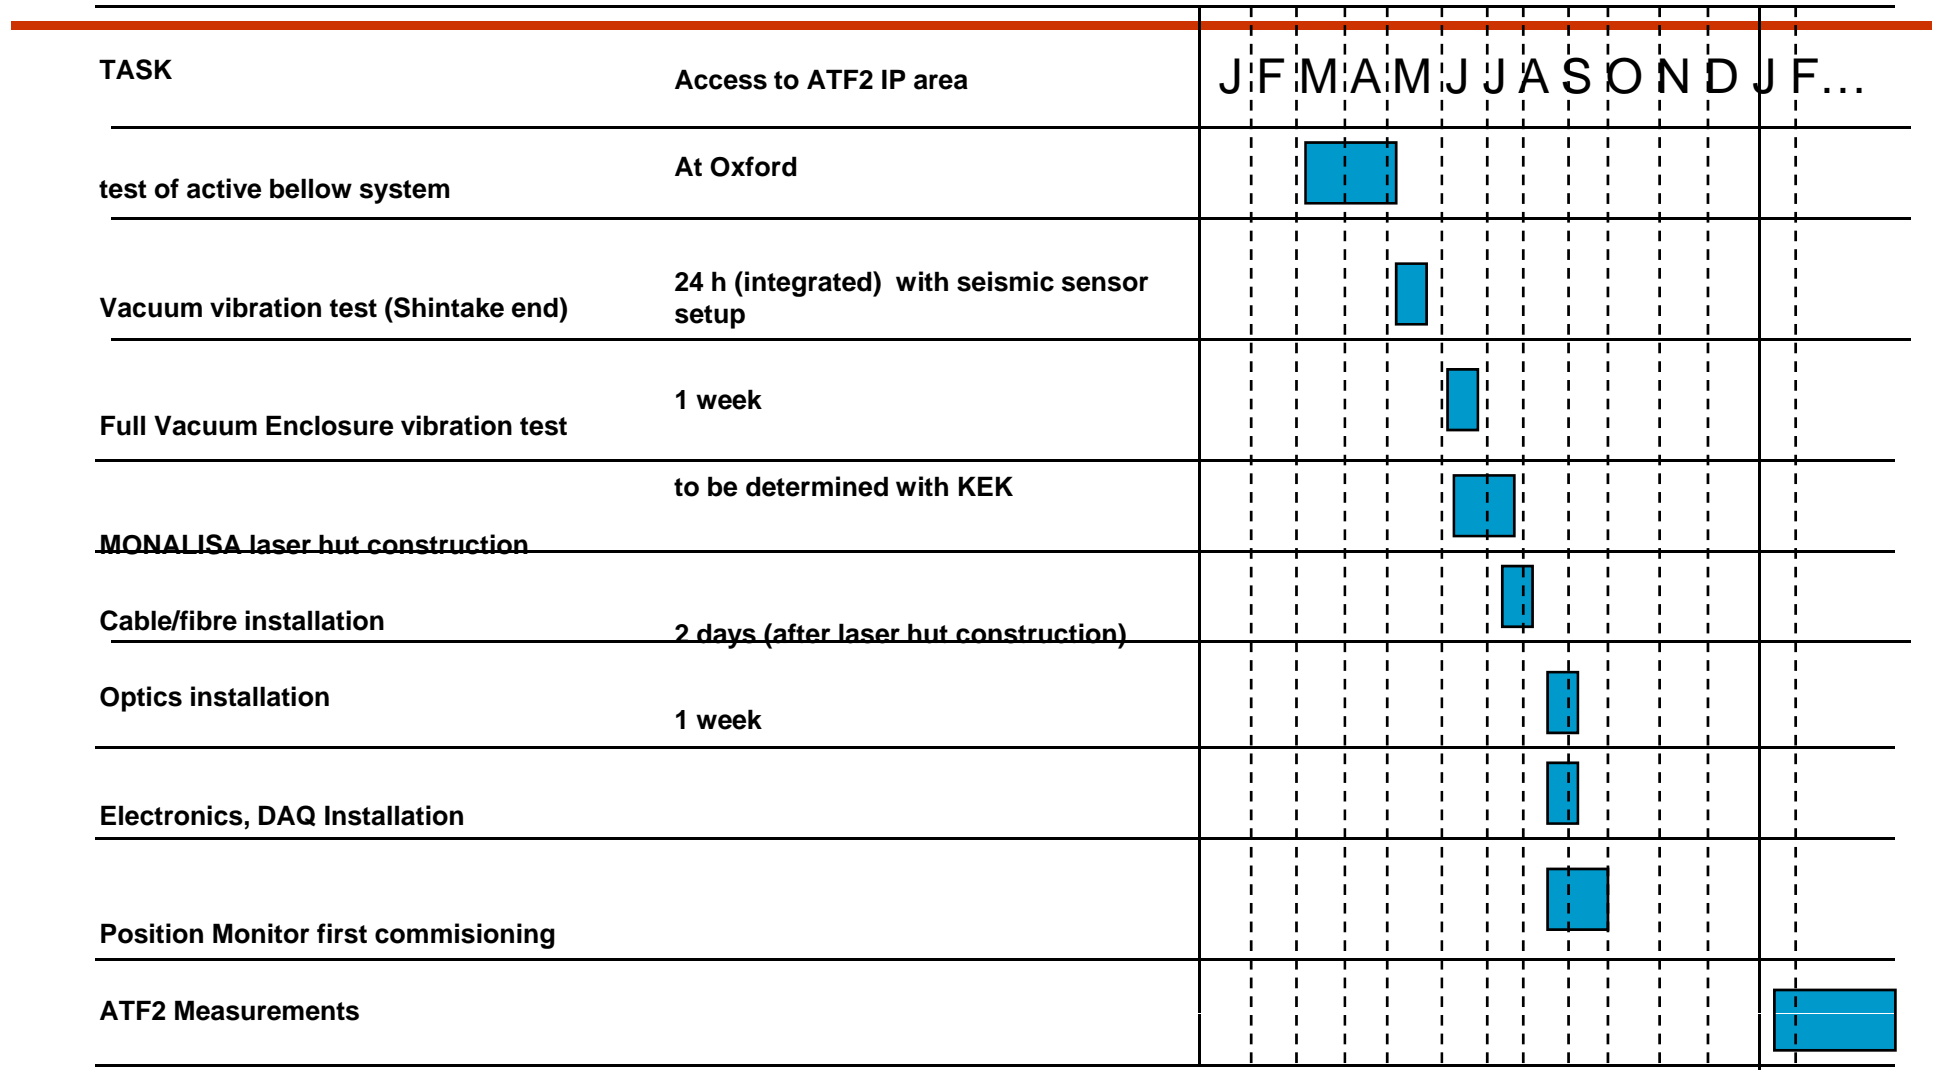 TASK
Access to ATF2 IP area
J F M A M J J A S O N D J F...
test of active bellow system
At Oxford
Vacuum vibration test (Shintake end)
24 h (integrated)  with seismic sensor
setup
Full Vacuum Enclosure vibration test
1 week
MONALISA laser hut construction
to be determined with KEK
Cable/fibre installation
2 days (after laser hut construction)
Optics installation
1 week
Electronics, DAQ Installation
Position Monitor first commisioning
ATF2 Measurements